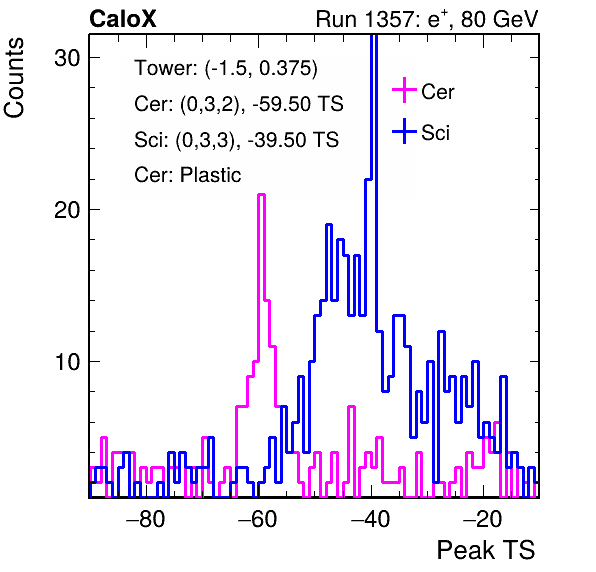 CaloX Run 1357: e⁺, 80 GeV
Counts
30
20
10
Tower: (-1.5, 0.375)
Cer: (0,3,2), -59.50 TS
Sci: (0,3,3), -39.50 TS
Cer: Plastic
Cer
Sci
−80 −60 −40 −20
Peak TS